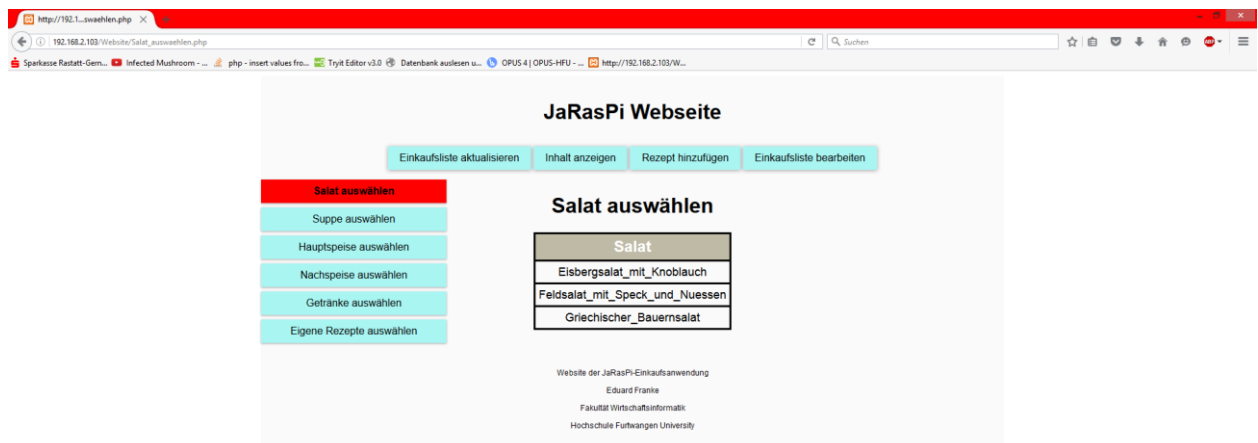 http://192.1...swaehlen.php
192.168.2.103/Website/Salat_auswaehlen.php
Suchen
Sparkasse Rastatt-Gern... Infected Mushroom - ... php - insert values fro... Tryit Editor v3.0 Datenbank auslesen u... OPUS 4 | OPUS-HFU - ... http://192.168.2.103/W...
JaRasPi Webseite
Einkaufsliste aktualisieren Inhalt anzeigen Rezept hinzufügen Einkaufsliste bearbeiten
Salat auswählen
Suppe auswählen
Hauptspeise auswählen
Nachspeise auswählen
Getränke auswählen
Eigene Rezepte auswählen
Salat auswählen
Salat
Eisbergsalat_mit_Knoblauch
Feldsalat_mit_Speck_und_Nuessen
Griechischer_Bauernsalat
Website der JaRasPi-Einkaufsanwendung
Eduard Franke
Fakultät Wirtschaftsinformatik
Hochschule Furtwangen University